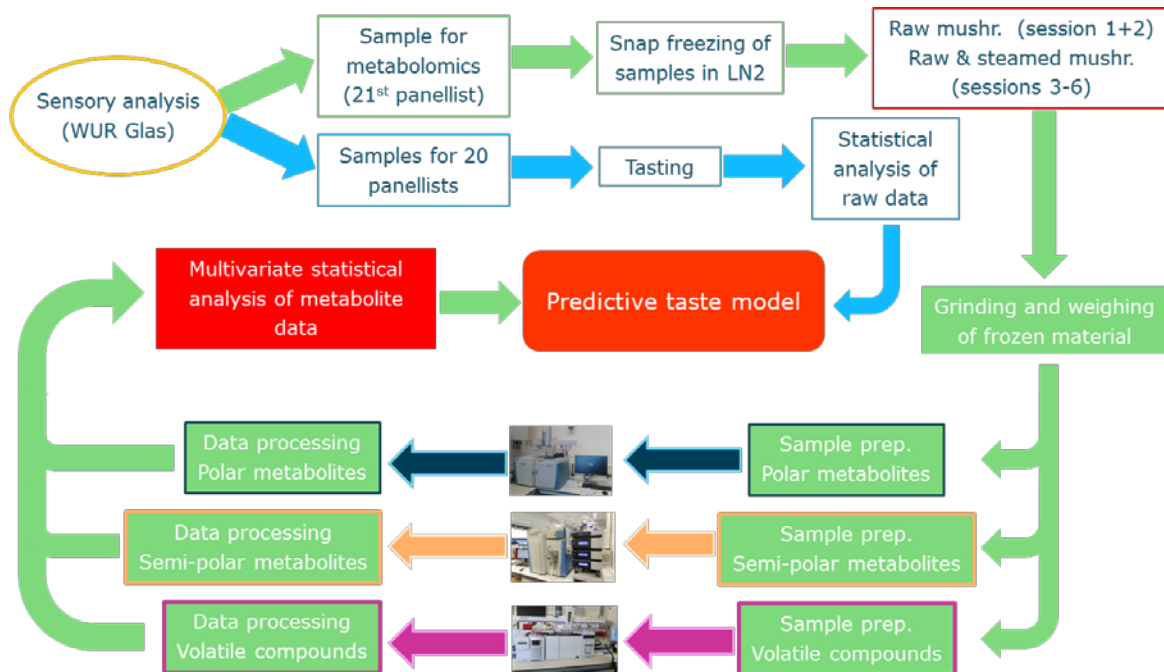 Sensory analysis
(WUR Glas)
Sample for
metabolomics
(21st panellist)
Snap freezing of
samples in LN2
Raw mushr. (session 1+2)
Raw & steamed mushr.
(sessions 3-6)
Samples for 20
panellists
Tasting
Statistical
analysis of
raw data
Multivariate statistical
analysis of metabolite
data
Predictive taste model
Grinding and weighing
of frozen material
Data processing
Polar metabolites
Sample prep.
Polar metabolites
Data processing
Semi-polar metabolites
Sample prep.
Semi-polar metabolites
Data processing
Volatile compounds
Sample prep.
Volatile compounds